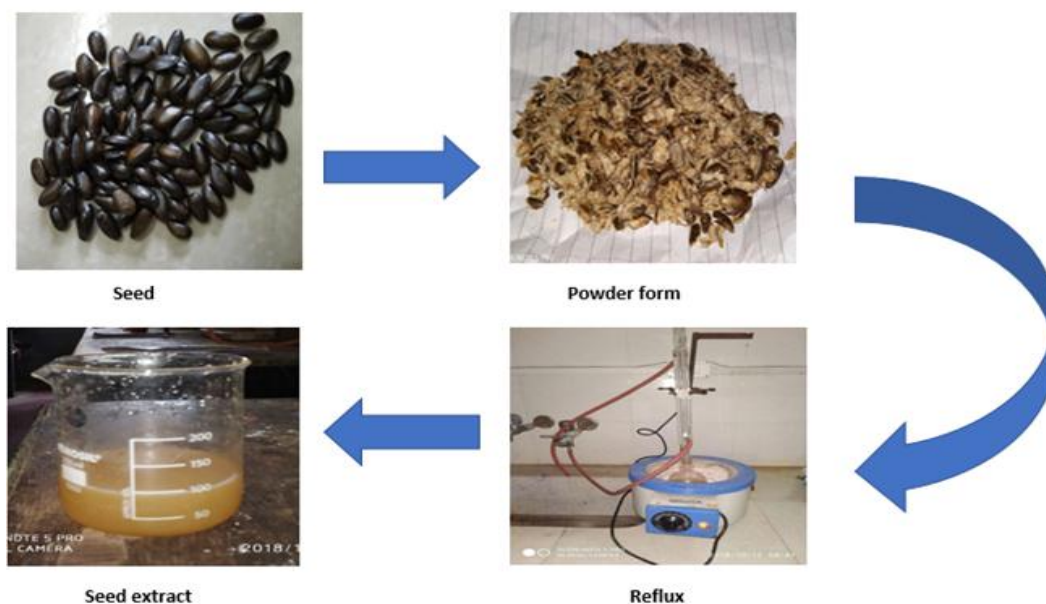 Seed
Powder form
200
150
100
50
NOTE 5 PRO
CAMERA
2018/1
Seed extract
Reflux